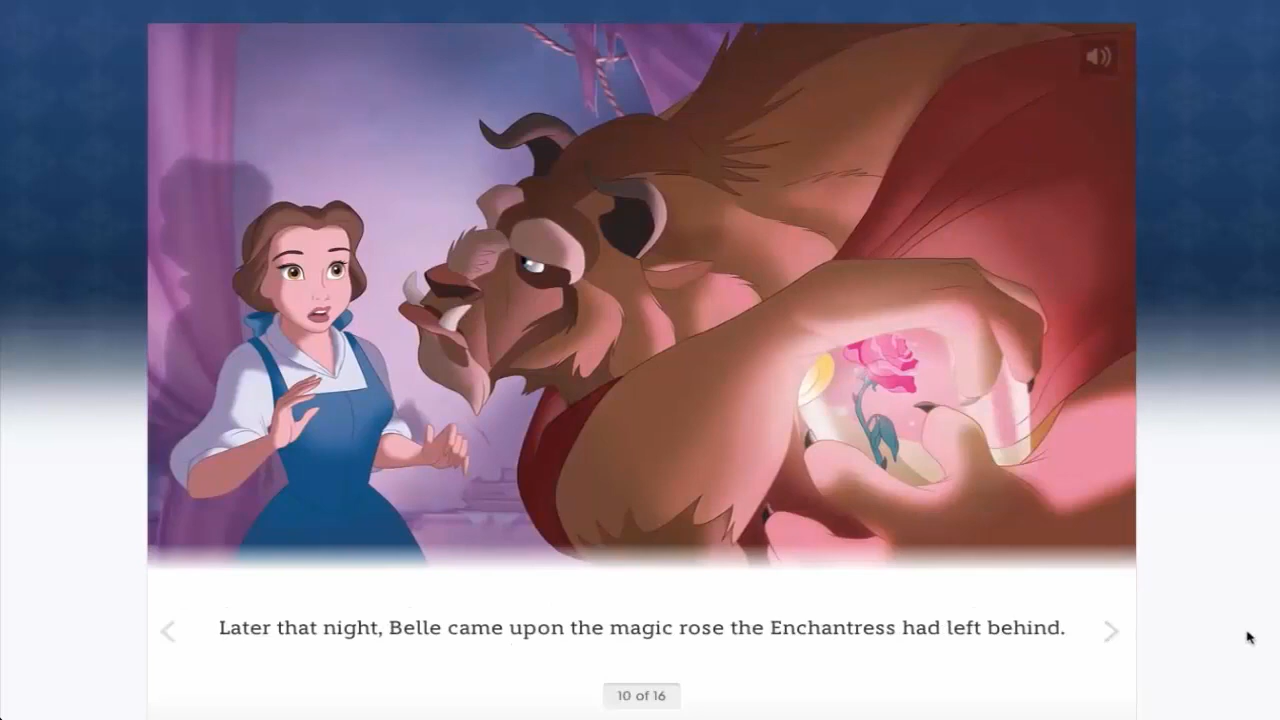 Later that night, Belle came upon the magic rose the Enchantress had left behind.
10 of 16